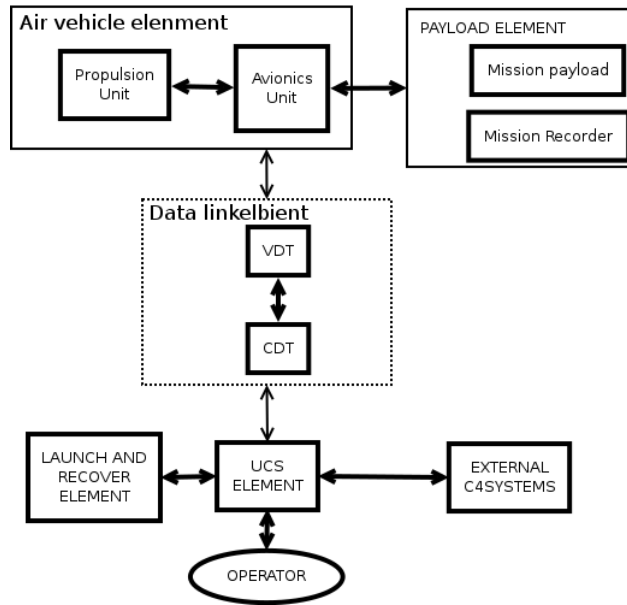 Air vehicle elenment
Propulsion
Unit
Avionics
Unit
PAYLOAD ELEMENT
Mission payload
Mission Recorder
Data linkelbient
VDT
CDT
LAUNCH AND
RECOVER
ELEMENT
UCS
ELEMENT
EXTERNAL
C4SYSTEMS
OPERATOR